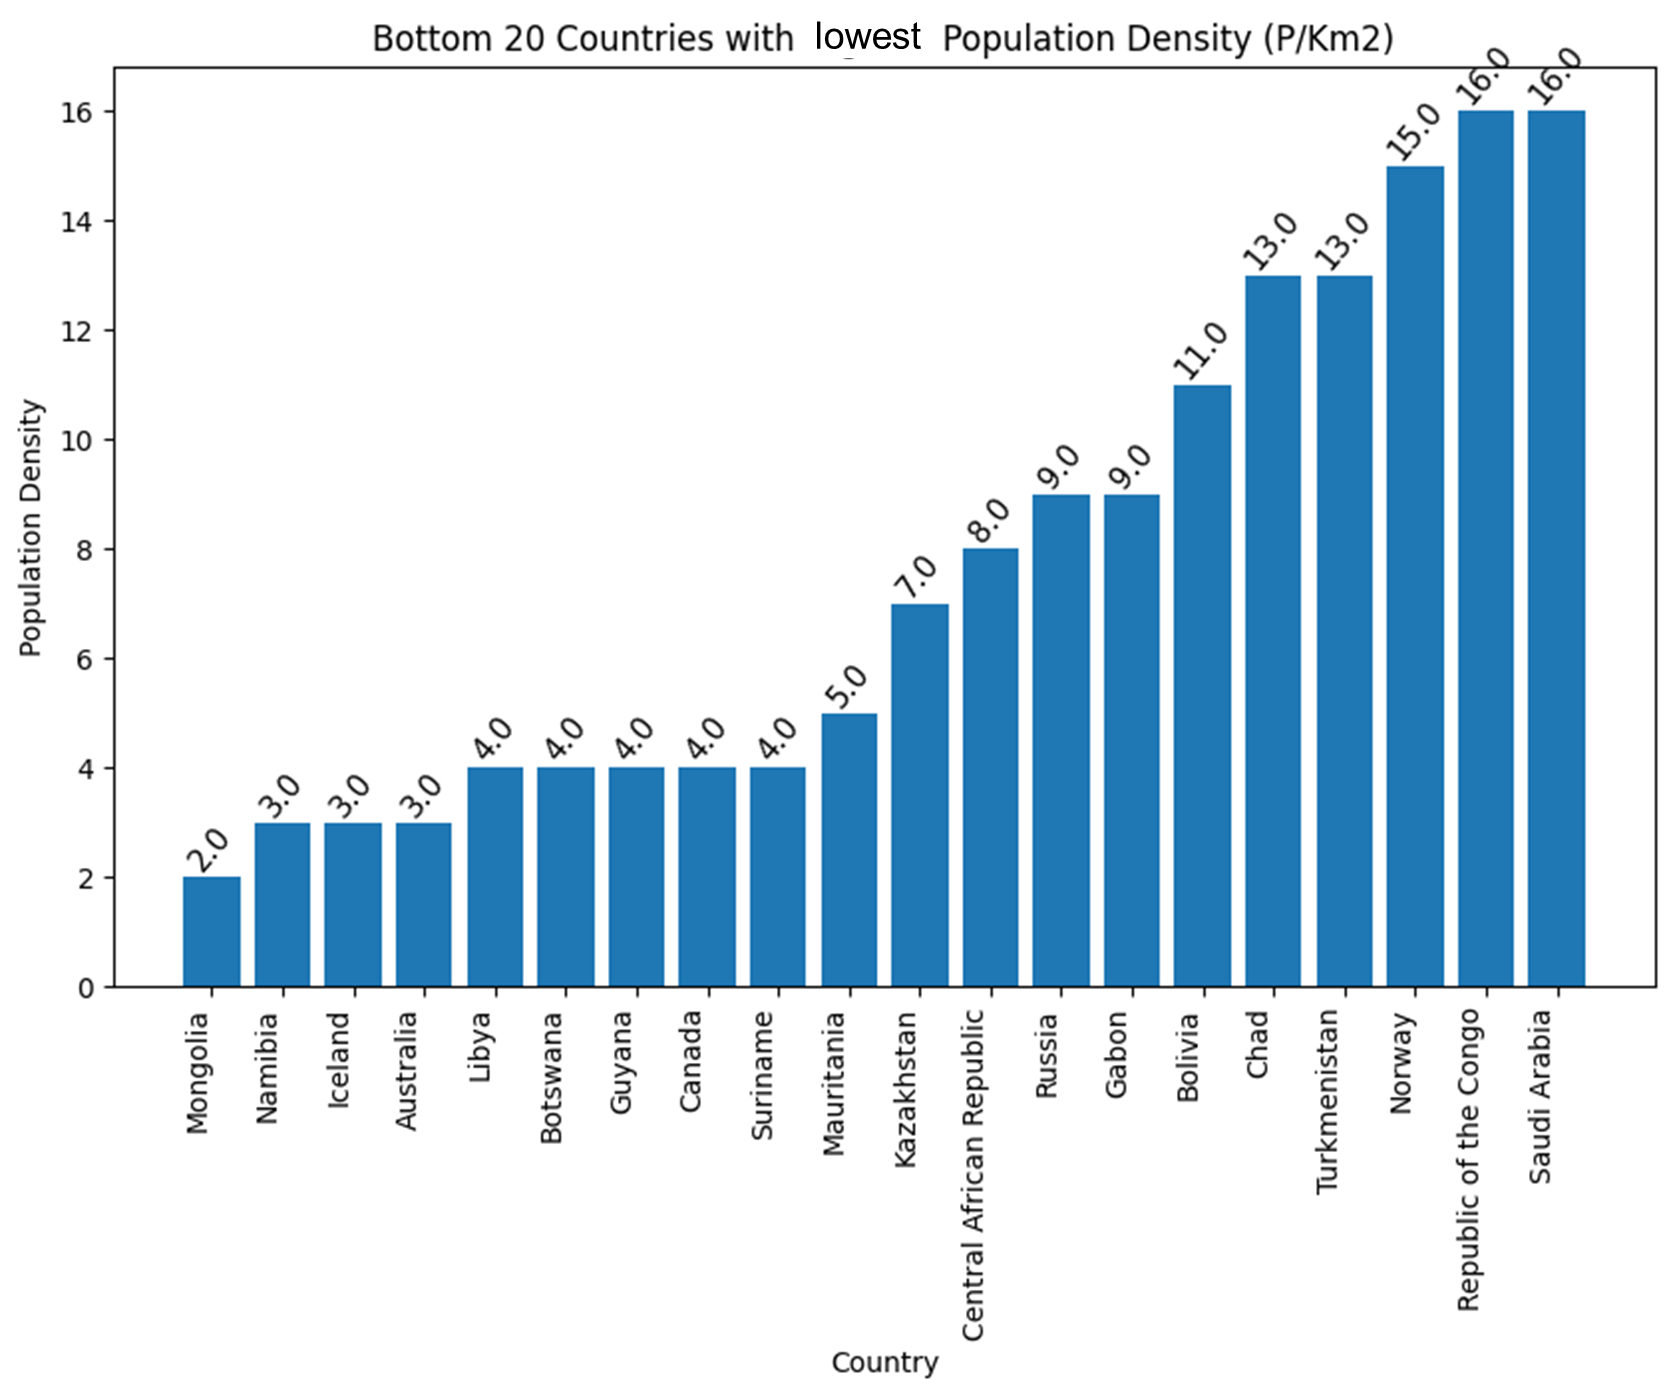 Bottom 20 Countries with lowest Population Density (P/Km2)
16.0 16.0
15.0
13.0 13.0
11.0
9.0 9.0
8.0
7.0
5.0
4.0 4.0 4.0 4.0 4.0
3.0 3.0 3.0
2.0
16
14
12
10
8
6
4
2
0
Population Density
Mongolia
Namibia
Iceland
Australia
Libya
Botswana
Guyana
Canada
Suriname
Mauritania
Kazakhstan
Central African Republic
Russia
Gabon
Bolivia
Chad
Turkmenistan
Norway
Republic of the Congo
Saudi Arabia
Country